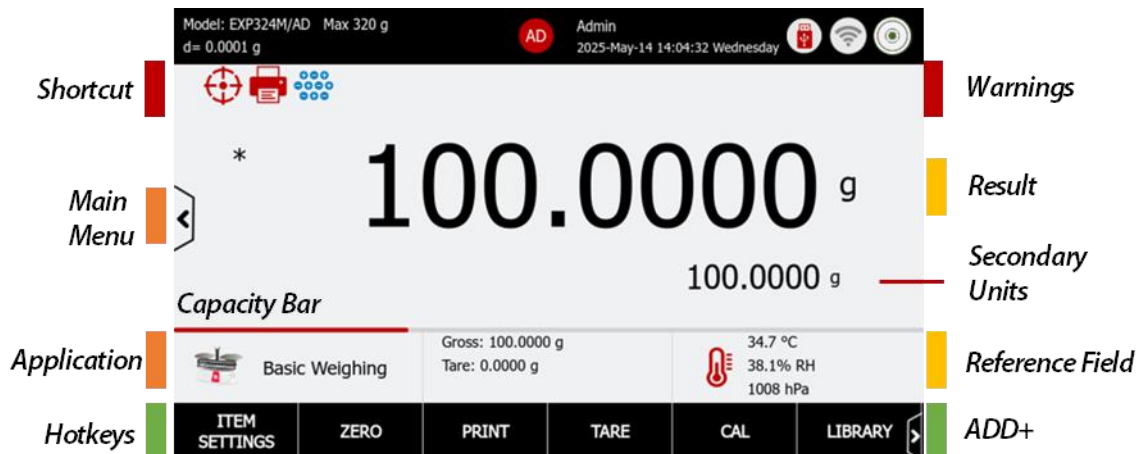 Model: EXP324M/AD Max 320 g
d= 0.0001 g
AD
Admin
2025-May-14 14:04:32 Wednesday
Shortcut
Warnings
*
100.0000 g
Result
Main
Menu
100.0000 g
Secondary
Units
Capacity Bar
Application
Basic Weighing
Gross: 100.0000 g
Tare: 0.0000 g
34.7 °C
38.1% RH
1008 hPa
Reference Field
Hotkeys
ITEM
SETTINGS
ZERO
PRINT
TARE
CAL
LIBRARY
ADD+